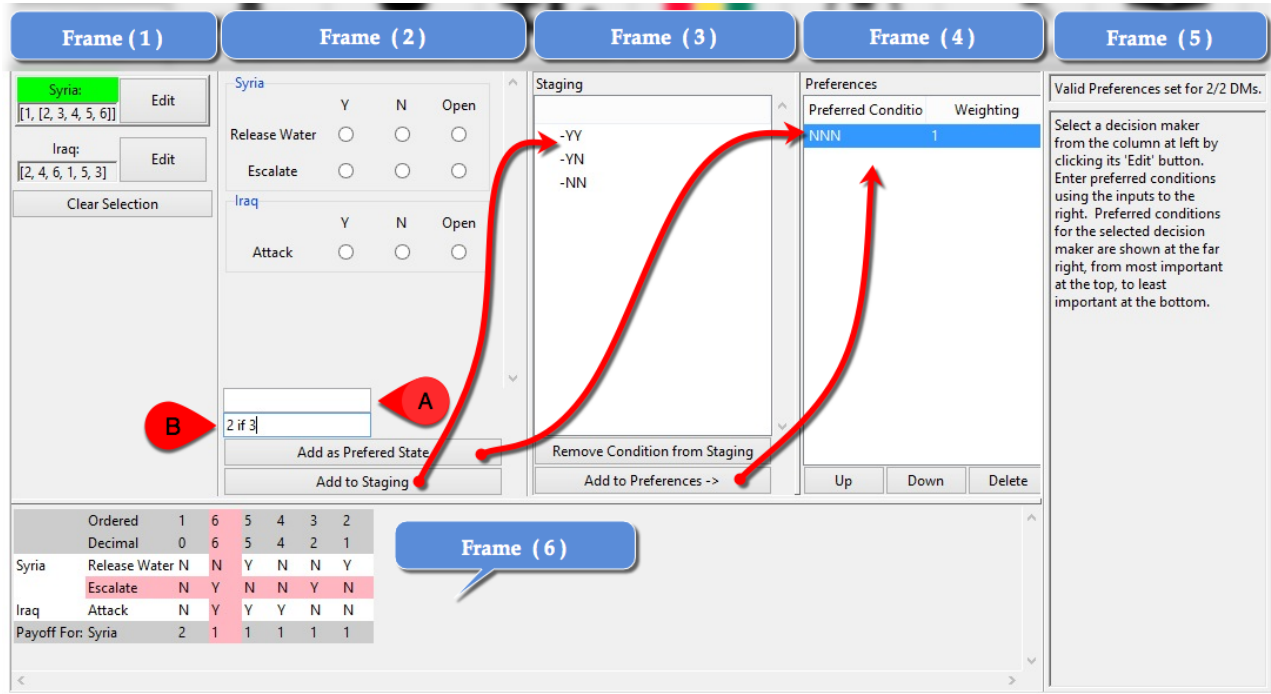 Frame (1)
Frame (2)
Frame (3)
Frame (4)
Frame (5)
Syria:
[1, [2, 3, 4, 5, 6]]
Edit
Iraq:
[2, 4, 6, 1, 5, 3]
Edit
Clear Selection
Syria
Y N Open
Release Water
Escalate
Iraq
Y N Open
Attack
A
B
2 if 3
Add as Prefered State
Add to Staging
Staging
-YY
-YN
-NN
Remove Condition from Staging
Add to Preferences ->
Preferences
Preferred Conditio Weighting
NNN 1
Up Down Delete
Valid Preferences set for 2/2 DMs.
Select a decision maker
from the column at left by
clicking its 'Edit' button.
Enter preferred conditions
using the inputs to the
right. Preferred conditions
for the selected decision
maker are shown at the far
right, from most important
at the top, to least
important at the bottom.
Ordered 1 6 5 4 3 2
Decimal 0 6 5 4 2 1
Syria Release Water N N Y N N Y
Escalate N Y N N Y N
Iraq Attack N Y Y Y N N
Payoff For: Syria 2 1 1 1 1 1
Frame (6)